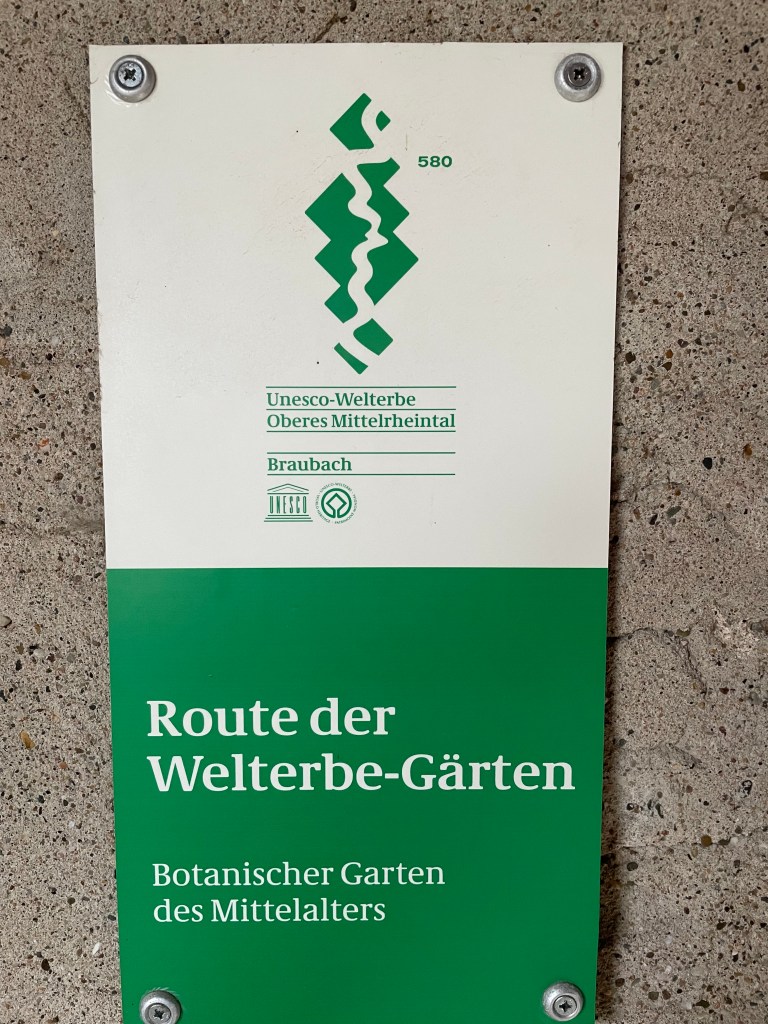 580
Unesco-Welterbe
Oberes Mittelrheintal
Braubach
UNESCO
Route der
Welterbe-Gärten
Botanischer Garten
des Mittelalters